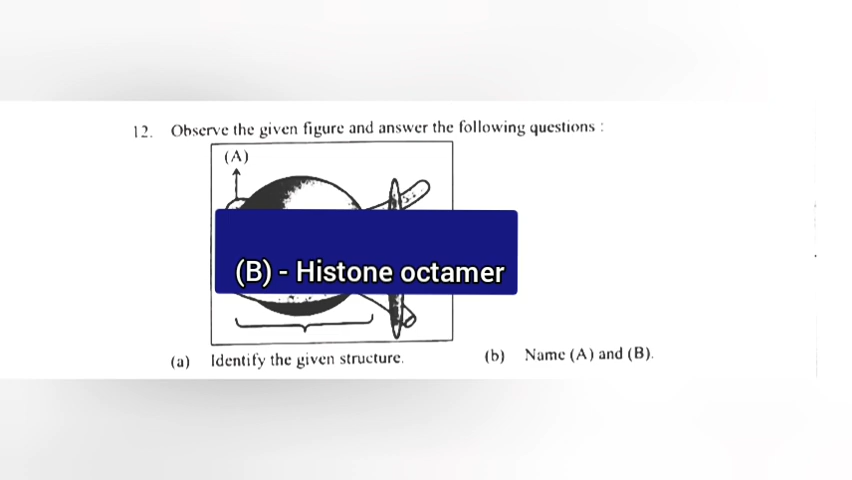 12. Observe the given figure and answer the following questions :
(A)
(B) - Histone octamer
(a) Identify the given structure.
(b) Name (A) and (B).